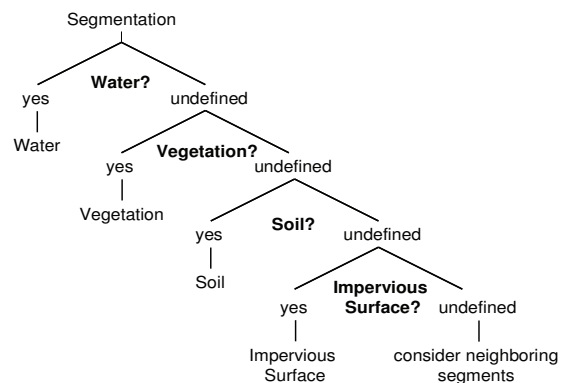 Segmentation
Water?
yes
undefined
Water
Vegetation?
yes
undefined
Vegetation
Soil?
yes
undefined
Soil
Impervious
Surface?
yes
undefined
Impervious
Surface
consider neighboring
segments